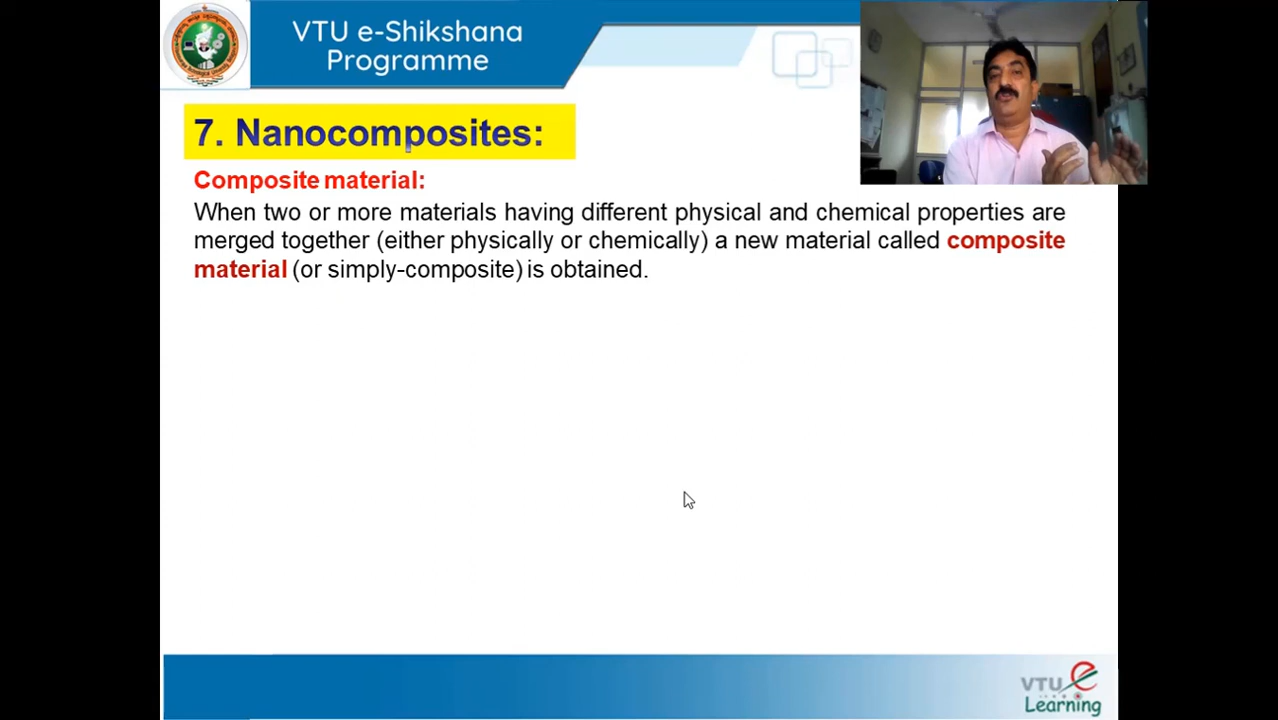 VTU e-Shikshana
Programme
7. Nanocomposites:
Composite material:
When two or more materials having different physical and chemical properties are
merged together (either physically or chemically) a new material called composite
material (or simply-composite) is obtained.
VTU e
Learning